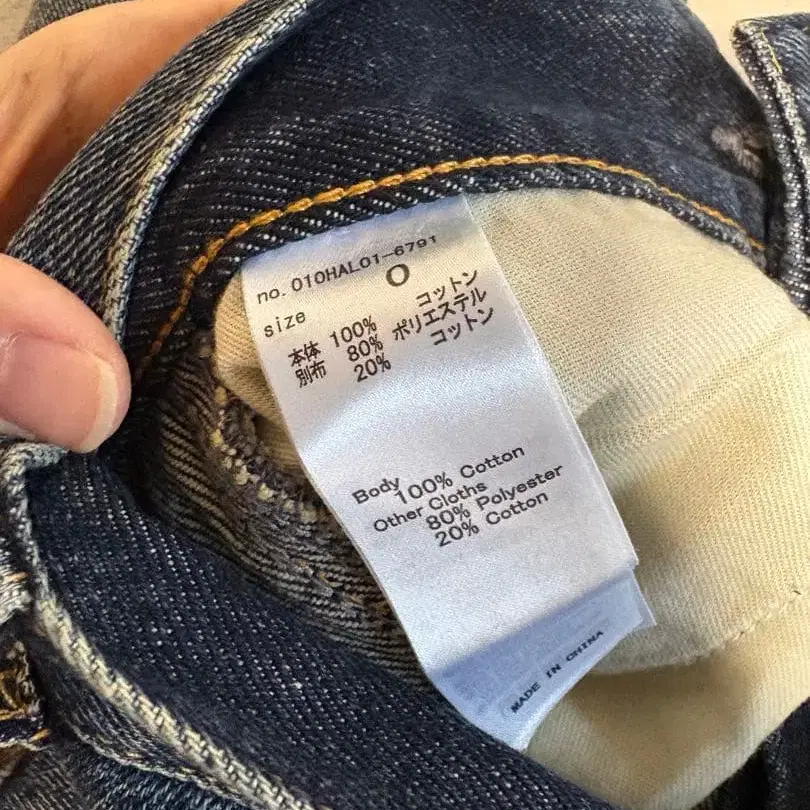 no. 010HAL01-6791
size O
本体 100% コットン
別布 80% ポリエステル
20% コットン
Body
100% Cotton
Other Cloths
80% Polyester
20% Cotton
MADE IN CHINA